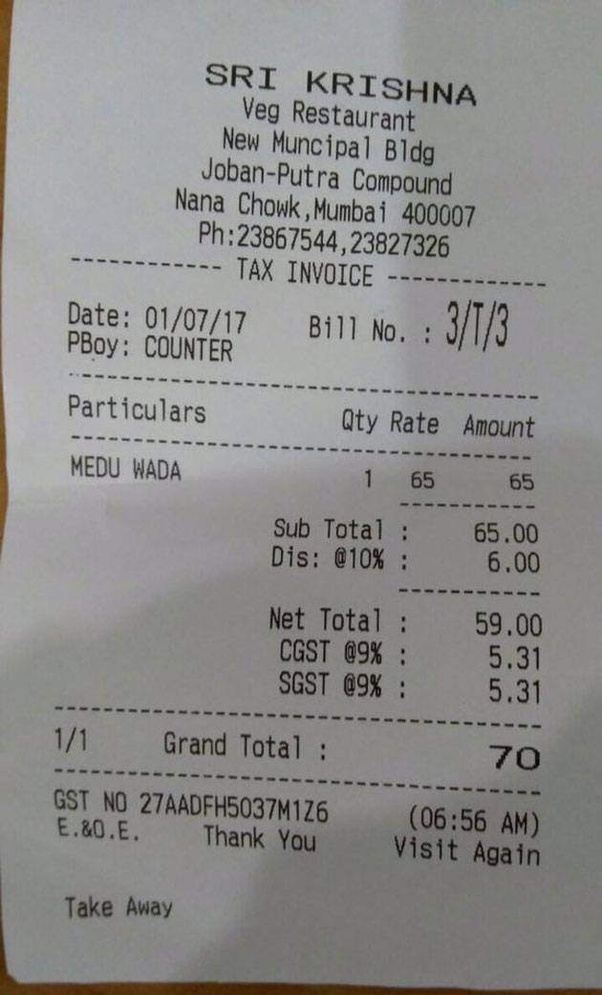 SRI KRISHNA
Veg Restaurant
New Muncipal Bldg
Joban-Putra Compound
Nana Chowk,Mumbai 400007
Ph:23867544,23827326
----------- TAX INVOICE ------------
Date: 01/07/17 Bill No. : 3/T/3
PBoy: COUNTER
Particulars Qty Rate Amount
MEDU WADA 1 65 65
Sub Total : 65.00
Dis: @10% : 6.00
Net Total : 59.00
CGST @9% : 5.31
SGST @9% : 5.31
1/1 Grand Total : 70
GST NO 27AADFH5037M1Z6 (06:56 AM)
E.&O.E. Thank You Visit Again
Take Away